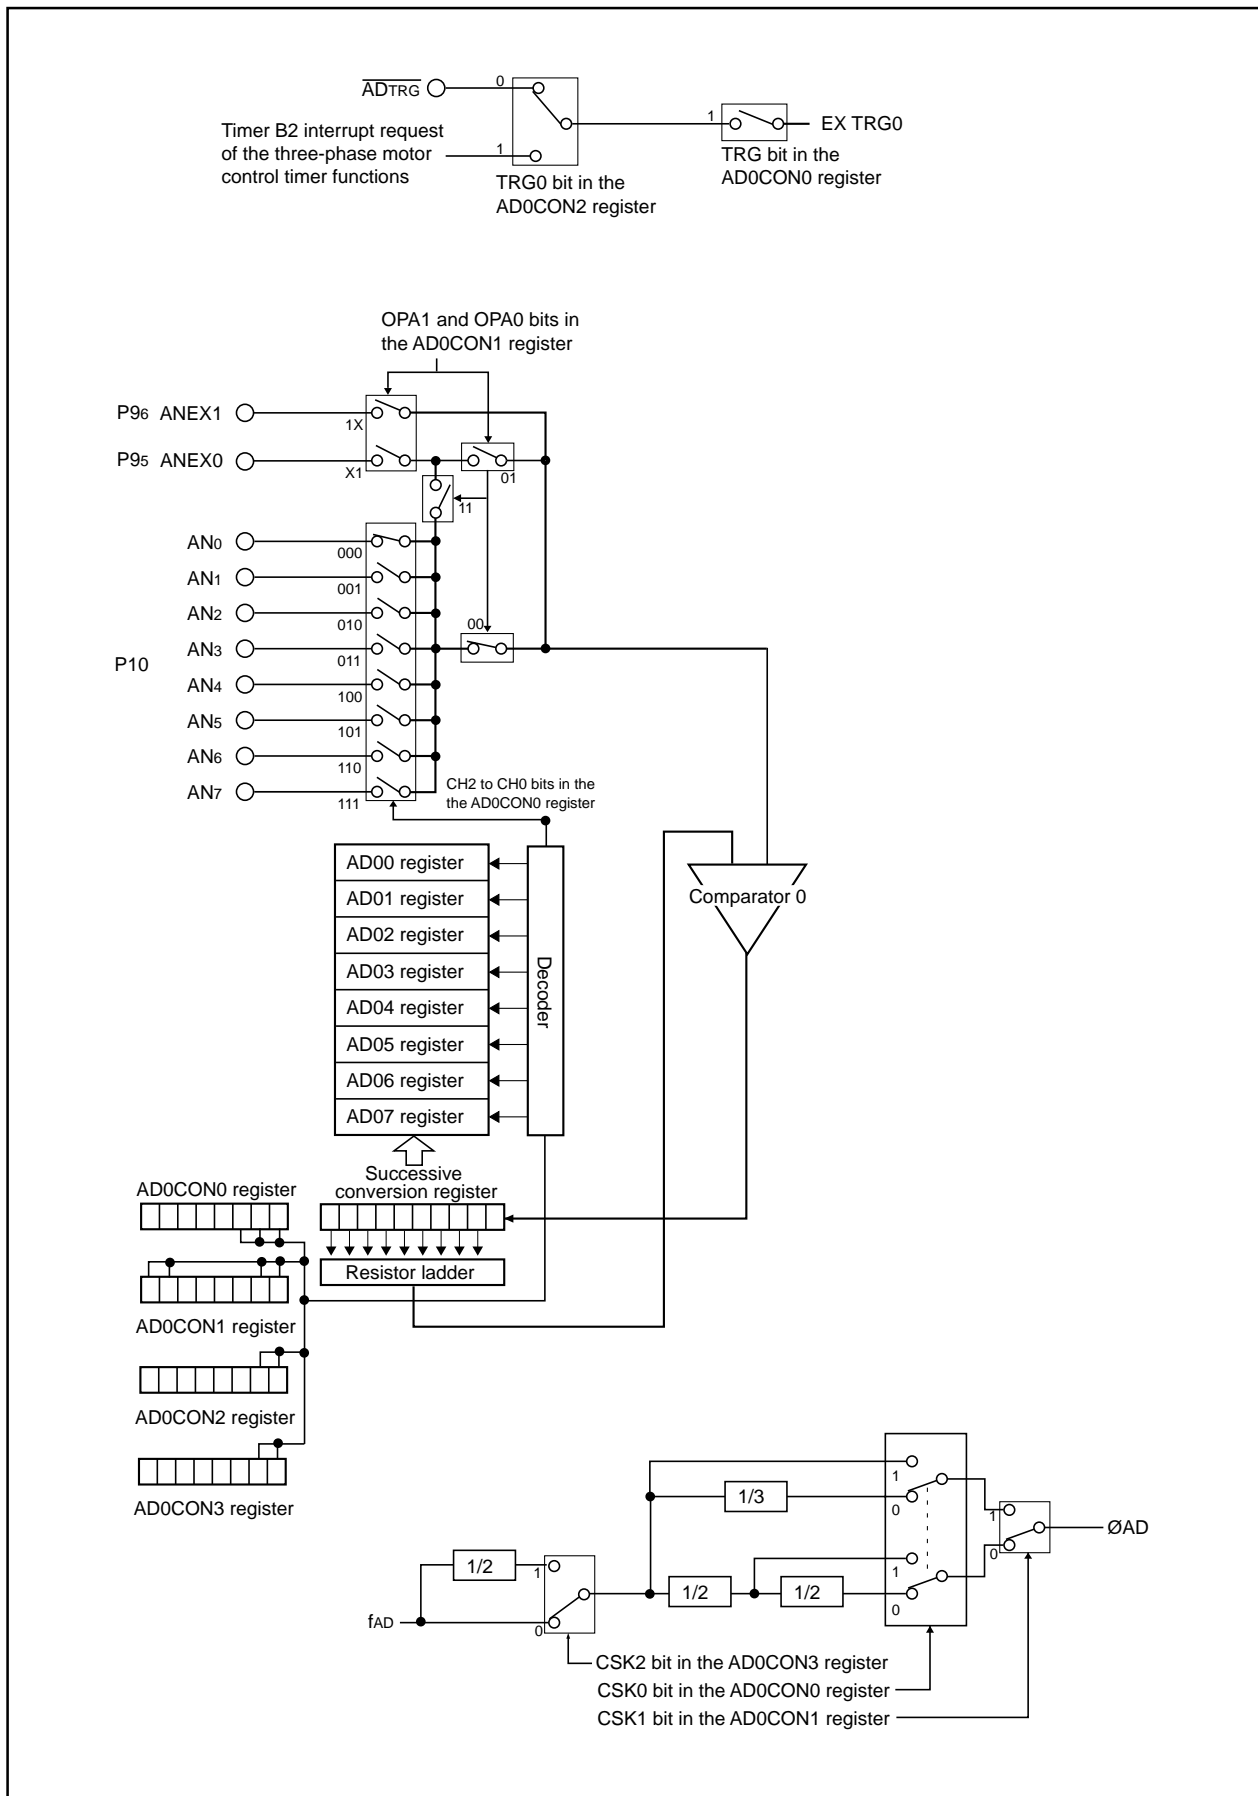 ADTRG
0
Timer B2 interrupt request
of the three-phase motor
control timer functions
1
TRG0 bit in the
AD0CON2 register
1
EX TRG0
TRG bit in the
AD0CON0 register
OPA1 and OPA0 bits in
the AD0CON1 register
P96 ANEX1
1X
P95 ANEX0
X1
01
11
AN0
000
AN1
001
AN2
010
00
P10
AN3
011
AN4
100
AN5
101
AN6
110
AN7
111
CH2 to CH0 bits in the
the AD0CON0 register
AD00 register
AD01 register
AD02 register
AD03 register
AD04 register
AD05 register
AD06 register
AD07 register
Decoder
Comparator 0
Successive
conversion register
Resistor ladder
AD0CON0 register
AD0CON1 register
AD0CON2 register
AD0CON3 register
fAD
1/2
1
0
1/3
1/2
1/2
1
0
1
0
1
0
ØAD
CSK2 bit in the AD0CON3 register
CSK0 bit in the AD0CON0 register
CSK1 bit in the AD0CON1 register